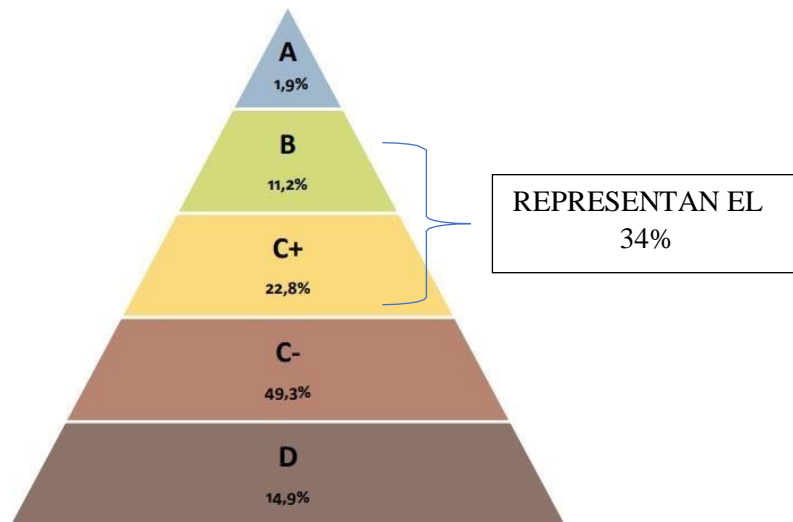 A
1,9%
B
11,2%
C+
22,8%
REPRESENTAN EL
34%
C-
49,3%
D
14,9%